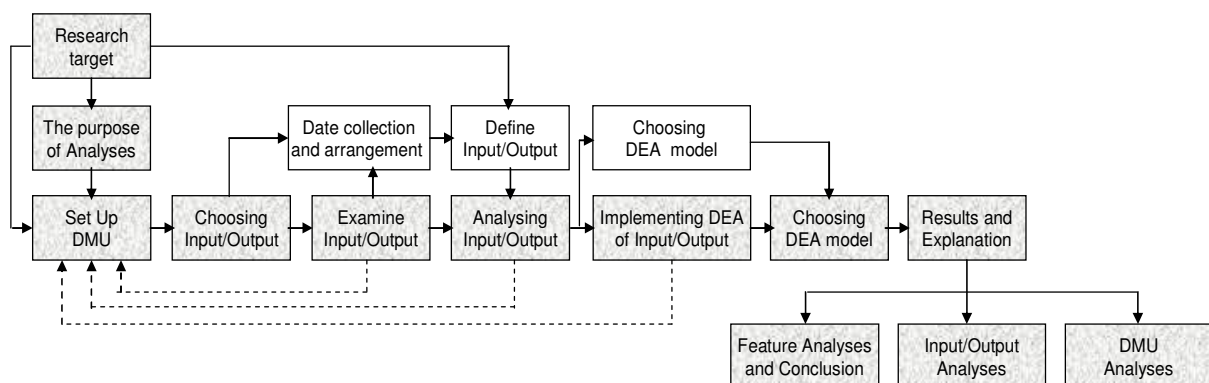 Research
target
The purpose
of Analyses
Date collection
and arrangement
Define
Input/Output
Choosing
DEA model
Set Up
DMU
Choosing
Input/Output
Examine
Input/Output
Analysing
Input/Output
Implementing DEA
of Input/Output
Choosing
DEA model
Results and
Explanation
Feature Analyses
and Conclusion
Input/Output
Analyses
DMU
Analyses